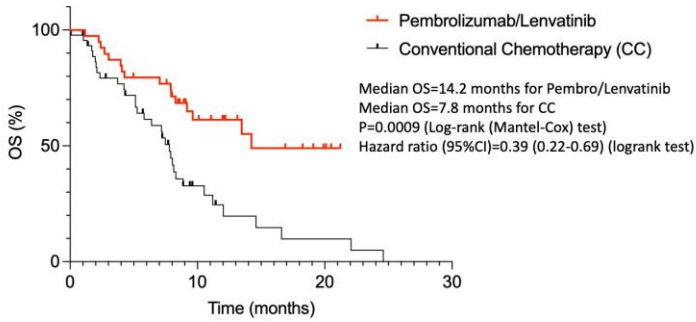 Pembrolizumab/Lenvatinib
Conventional Chemotherapy (CC)
Median OS=14.2 months for Pembro/Lenvatinib
Median OS=7.8 months for CC
P=0.0009 (Log-rank (Mantel-Cox) test)
Hazard ratio (95%CI)=0.39 (0.22-0.69) (logrank test)
OS (%)
100
50
0
0 10 20 30
Time (months)